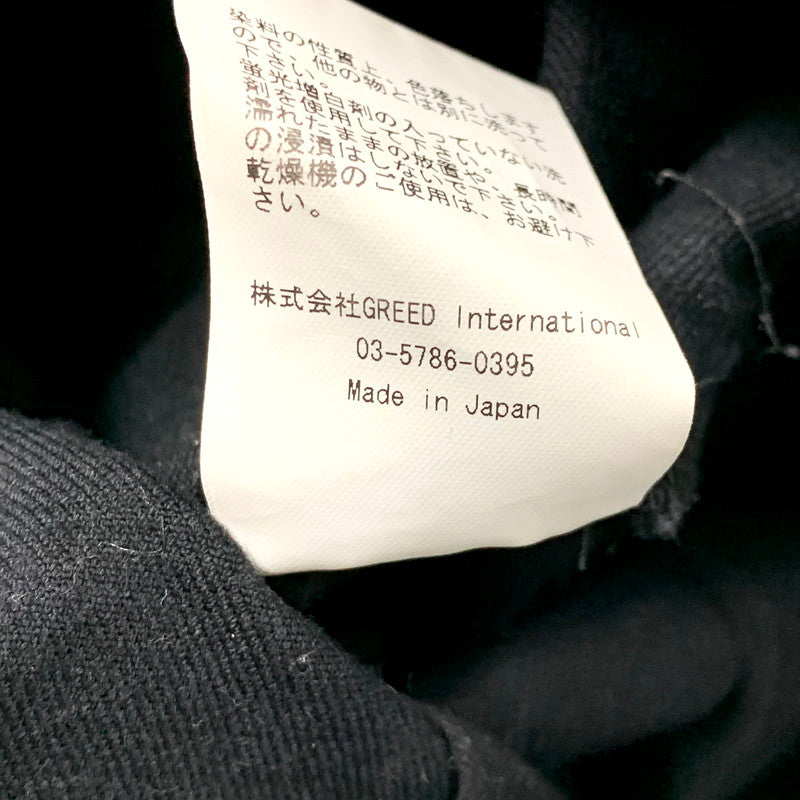 染料の性質上、色落ちします
ので、他の物とは別に洗って
下さい。
蛍光増白剤の入っていない洗
剤を使用して下さい。
濡れたままの放置や、長時間
の浸漬はしないで下さい。
乾燥機のご使用は、お避け下
さい。
株式会社GREED International
03-5786-0395
Made in Japan